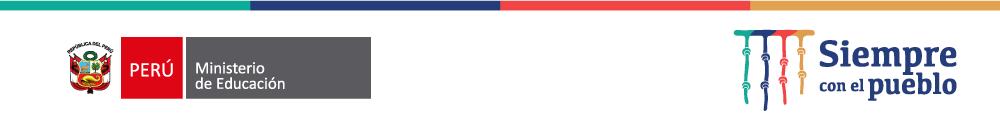 REPÚBLICA DEL PERÚ
PERÚ
Ministerio
de Educación
Siempre
con el pueblo